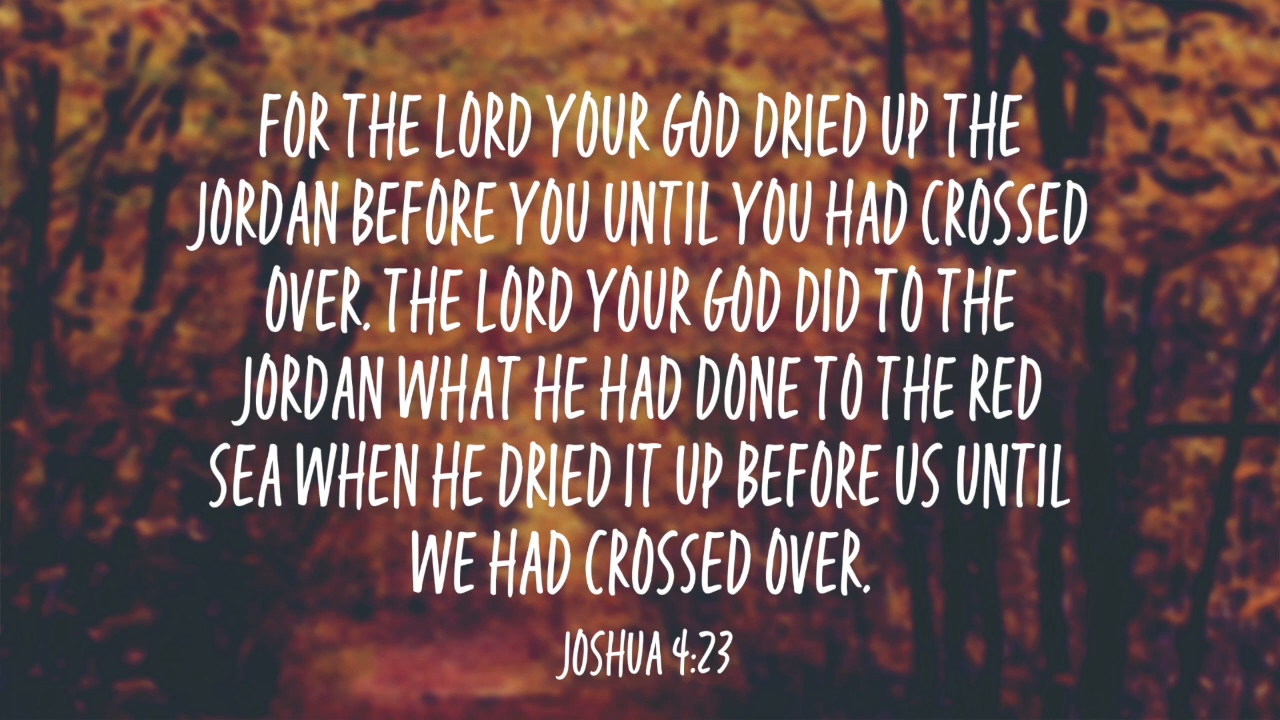 FOR THE LORD YOUR GOD DRIED UP THE
JORDAN BEFORE YOU UNTIL YOU HAD CROSSED
OVER. THE LORD YOUR GOD DID TO THE
JORDAN WHAT HE HAD DONE TO THE RED
SEA WHEN HE DRIED IT UP BEFORE US UNTIL
WE HAD CROSSED OVER.
JOSHUA 4:23